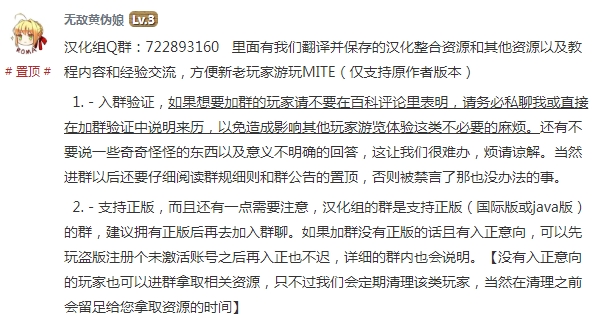 无敌萌伪娘 Lv.3
汉化组Q群：722893160 里面有我们翻译并保存的汉化整合资源和其他资源以及教
# 置顶 # 程内容和经验交流，方便新老玩家游玩MITE（仅支持原作者版本）
1. - 入群验证，如果想要加群的玩家请不要在百科评论里表明，请务必私聊我或直接
在加群验证中说明来历，以免造成影响其他玩家游览体验这类不必要的麻烦。还有不
要说一些奇奇怪怪的东西以及意义不明确的回答，这让我们很难办，烦请谅解。当然
进群以后还要仔细阅读群规细则和群公告的置顶，否则被禁言了那也没办法的事。
2. - 支持正版，而且还有一点需要注意，汉化组的群是支持正版（国际版或java版）
的群，建议拥有正版后再去加入群聊。如果加群没有正版的话且有入正意向，可以先
玩盗版注册个未激活账号之后再入正也不迟，详细的群内也会说明。【没有入正意向
的玩家也可以进群拿取相关资源，只不过我们会定期清理该类玩家，当然在清理之前
会留足给您拿取资源的时间】